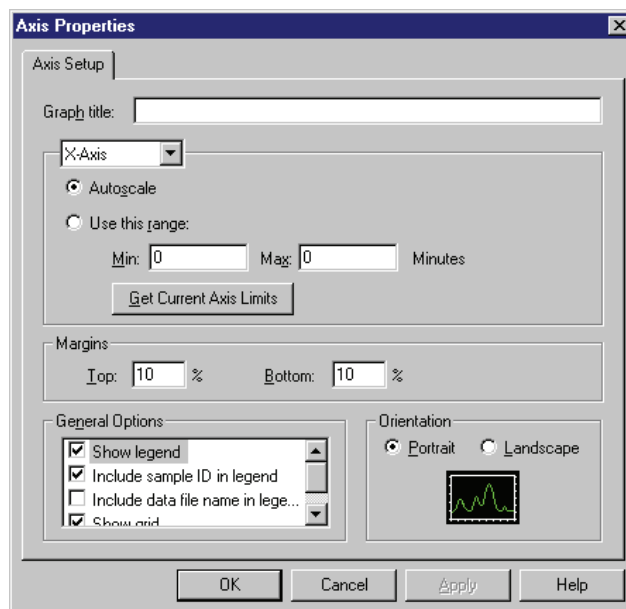 Axis Properties
Axis Setup
Graph title:
X-Axis
Autoscale
Use this range:
Min: 0 Max: 0 Minutes
Get Current Axis Limits
Margins
Top: 10 % Bottom: 10 %
General Options
Show legend
Include sample ID in legend
Include data file name in lege...
Show grid
Orientation
Portrait Landscape
OK Cancel Apply Help